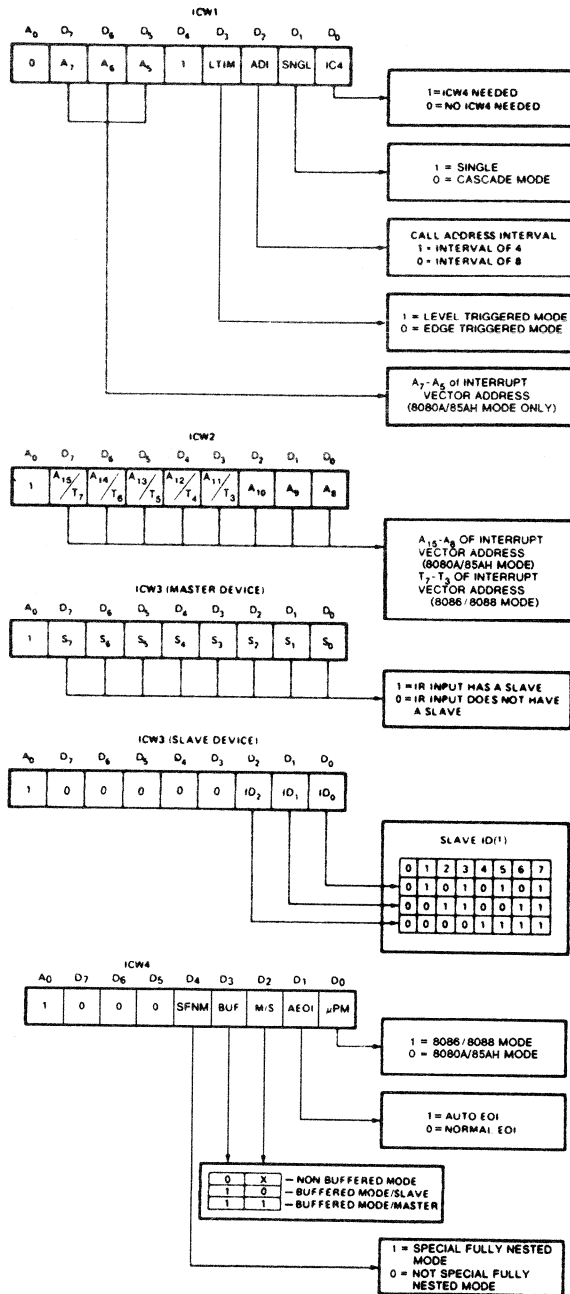 ICW1
A0 D7 D6 D5 D4 D3 D2 D1 D0
0 A7 A6 A5 1 LTIM ADI SNGL IC4
1 = ICW4 NEEDED
0 = NO ICW4 NEEDED
1 = SINGLE
0 = CASCADE MODE
CALL ADDRESS INTERVAL
1 = INTERVAL OF 4
0 = INTERVAL OF 8
1 = LEVEL TRIGGERED MODE
0 = EDGE TRIGGERED MODE
A7-A5 of INTERRUPT
VECTOR ADDRESS
(8080A/85AH MODE ONLY)
ICW2
A0 D7 D6 D5 D4 D3 D2 D1 D0
1 A15/T7 A14/T6 A13/T5 A12/T4 A11/T3 A10 A9 A8
A15-A8 OF INTERRUPT
VECTOR ADDRESS
(8080A/85AH MODE)
T7-T3 OF INTERRUPT
VECTOR ADDRESS
(8086/8088 MODE)
ICW3 (MASTER DEVICE)
A0 D7 D6 D5 D4 D3 D2 D1 D0
1 S7 S6 S5 S4 S3 S2 S1 S0
1 = IR INPUT HAS A SLAVE
0 = IR INPUT DOES NOT HAVE
A SLAVE
ICW3 (SLAVE DEVICE)
A0 D7 D6 D5 D4 D3 D2 D1 D0
1 0 0 0 0 0 ID2 ID1 ID0
SLAVE ID(1)
0 1 2 3 4 5 6 7
0 1 0 1 0 1 0 1
0 0 1 1 0 0 1 1
0 0 0 0 1 1 1 1
ICW4
A0 D7 D6 D5 D4 D3 D2 D1 D0
1 0 0 0 SFNM BUF M/S AEOI µPM
1 = 8086/8088 MODE
0 = 8080A/85AH MODE
1 = AUTO EOI
0 = NORMAL EOI
0 X – NON BUFFERED MODE
1 0 – BUFFERED MODE/SLAVE
1 1 – BUFFERED MODE/MASTER
1 = SPECIAL FULLY NESTED
MODE
0 = NOT SPECIAL FULLY
NESTED MODE